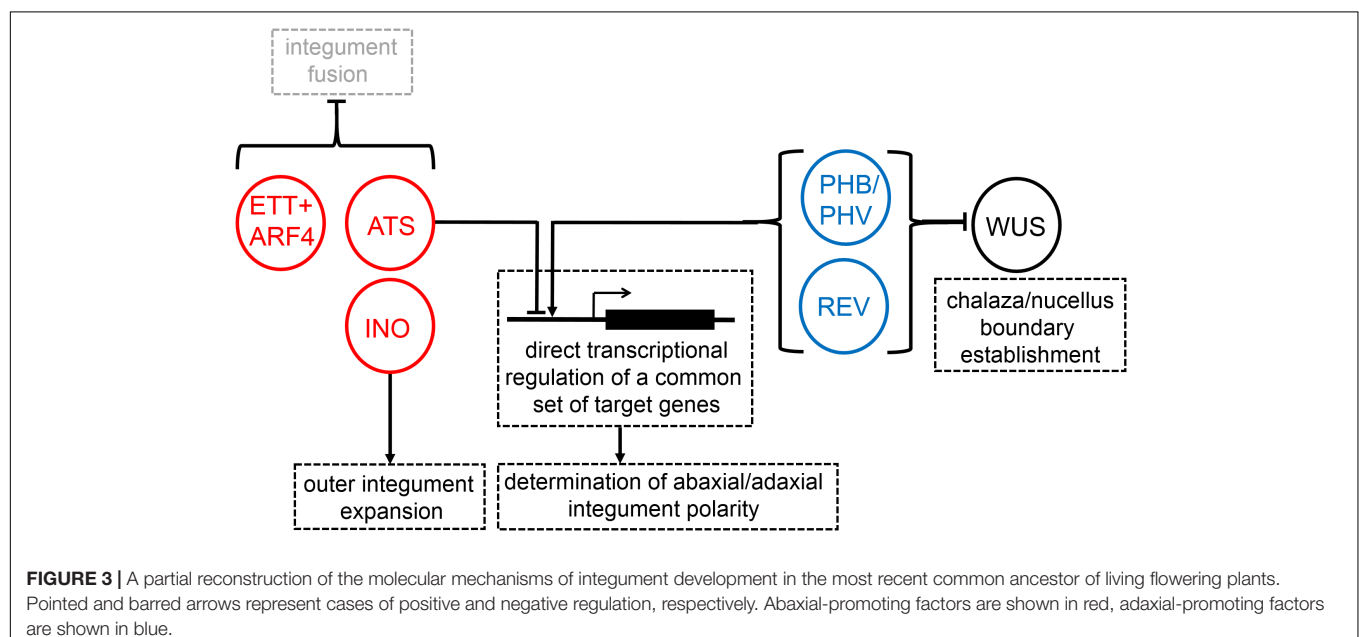 integument
fusion
ETT+
ARF4
ATS
INO
PHB/
PHV
REV
WUS
chalaza/nucellus
boundary
establishment
direct transcriptional
regulation of a common
set of target genes
outer integument
expansion
determination of abaxial/adaxial
integument polarity
FIGURE 3 | A partial reconstruction of the molecular mechanisms of integument development in the most recent common ancestor of living flowering plants.
Pointed and barred arrows represent cases of positive and negative regulation, respectively. Abaxial-promoting factors are shown in red, adaxial-promoting factors
are shown in blue.